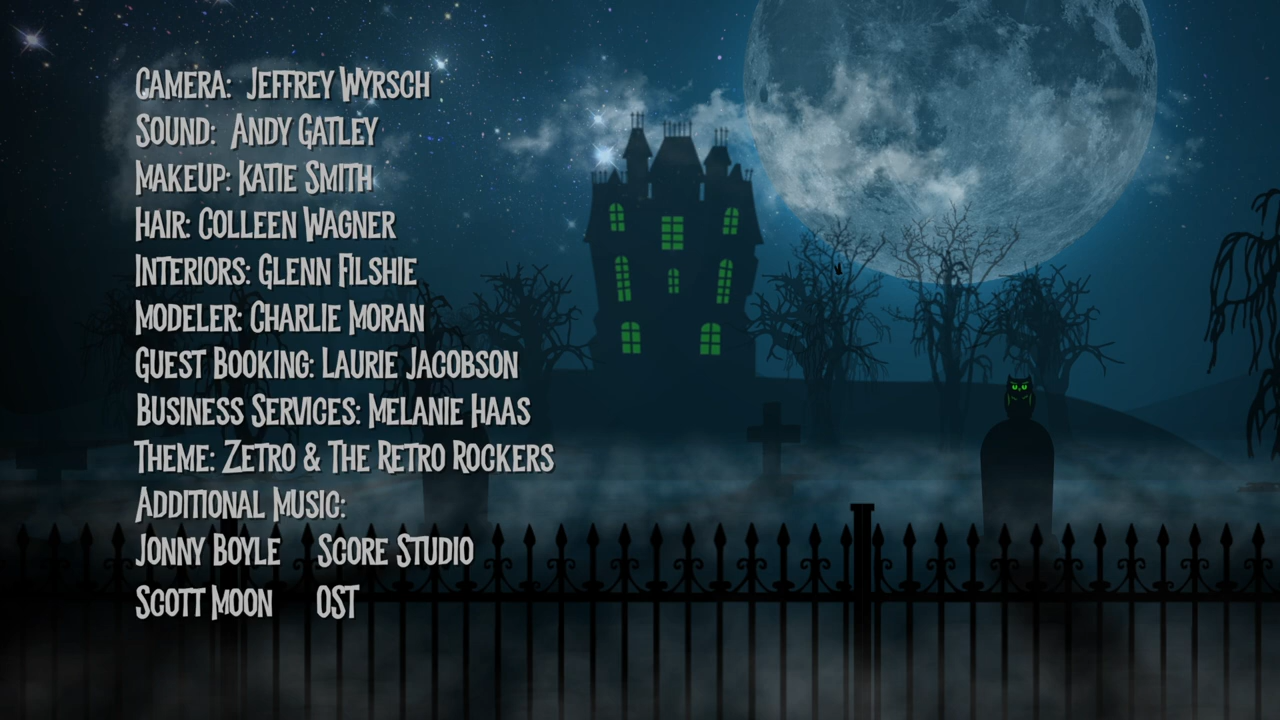 CAMERA: JEFFREY WYRSCH
SOUND: ANDY GATLEY
MAKEUP: KATIE SMITH
HAIR: COLLEEN WAGNER
INTERIORS: GLENN FILSHIE
MODELER: CHARLIE MORAN
GUEST BOOKING: LAURIE JACOBSON
BUSINESS SERVICES: MELANIE HAAS
THEME: ZETRO & THE RETRO ROCKERS
ADDITIONAL MUSIC:
JONNY BOYLE SCORE STUDIO
SCOTT MOON OST